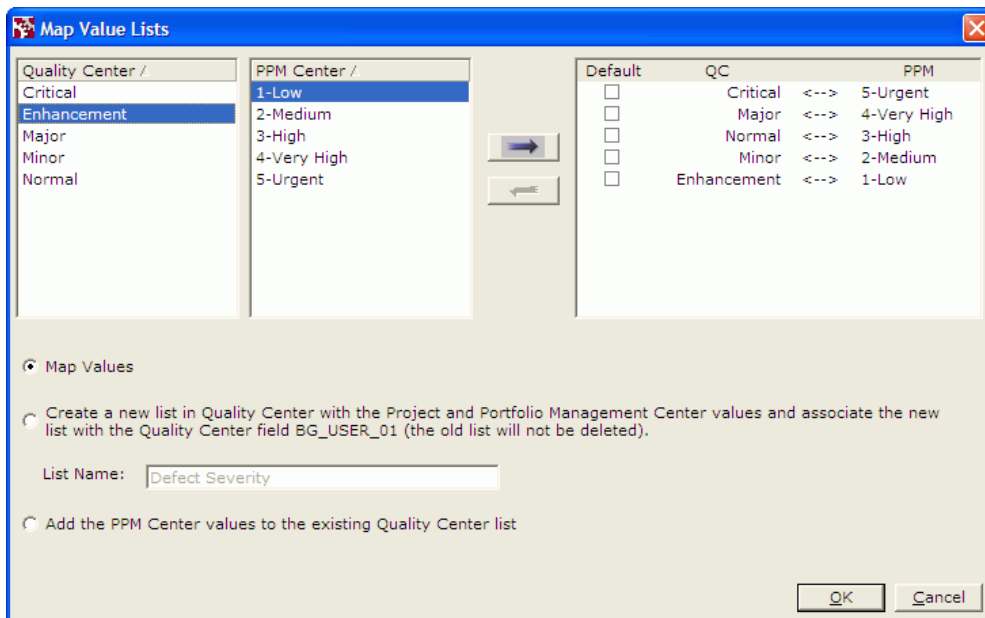 Map Value Lists
Quality Center /
Critical
Enhancement
Major
Minor
Normal
PPM Center /
1-Low
2-Medium
3-High
4-Very High
5-Urgent
Default QC PPM
Critical <--> 5-Urgent
Major <--> 4-Very High
Normal <--> 3-High
Minor <--> 2-Medium
Enhancement <--> 1-Low
Map Values
Create a new list in Quality Center with the Project and Portfolio Management Center values and associate the new
list with the Quality Center field BG_USER_01 (the old list will not be deleted).
List Name: Defect Severity
Add the PPM Center values to the existing Quality Center list
OK Cancel